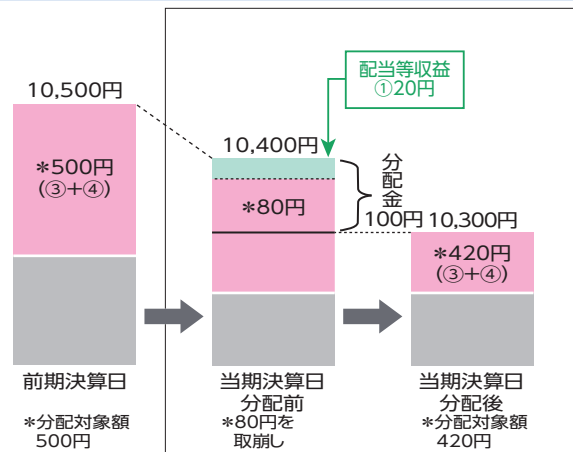 配当等収益
①20円
10,500円
10,400円
*500円
(③+④)
分配金
*80円
100円
10,300円
*420円
(③+④)
前期決算日
当期決算日
分配前
当期決算日
分配後
*分配対象額
500円
*80円を
取崩し
*分配対象額
420円